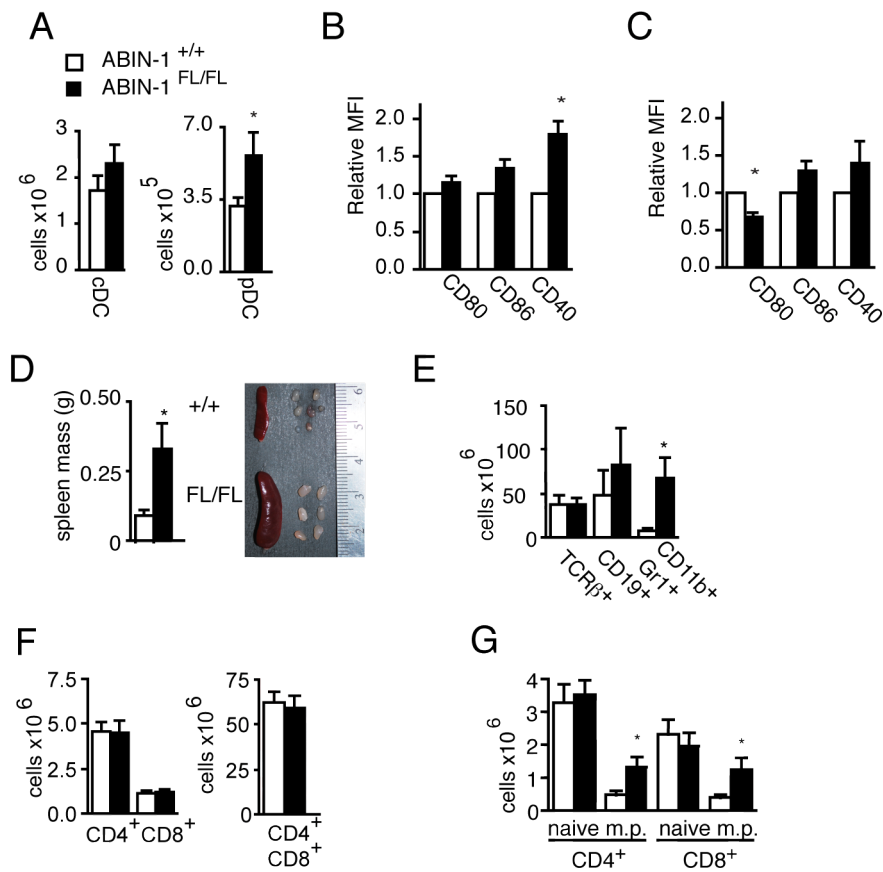 A
ABIN-1 +/+
ABIN-1 FL/FL
cells x10 6
3
2
1
0
cDC
cells x10 5
7.0
3.5
0.0
*
pDC
B
Relative MFI
2.0
1.5
1.0
0.5
0.0
*
CD80
CD86
CD40
C
Relative MFI
2.0
1.5
1.0
0.5
0.0
*
CD80
CD86
CD40
D
spleen mass (g)
0.50
0.25
0
*
+/+
FL/FL
6
5
4
3
2
E
cells x10 6
150
100
50
0
*
TCRβ+
CD19+
Gr1+
CD11b+
F
cells x10 6
7.5
5.0
2.5
0.0
CD4+ CD8+
cells x10 6
75
50
25
0
CD4+
CD8+
G
cells x10 6
4
3
2
1
0
*
*
naive m.p. naive m.p.
CD4+ CD8+